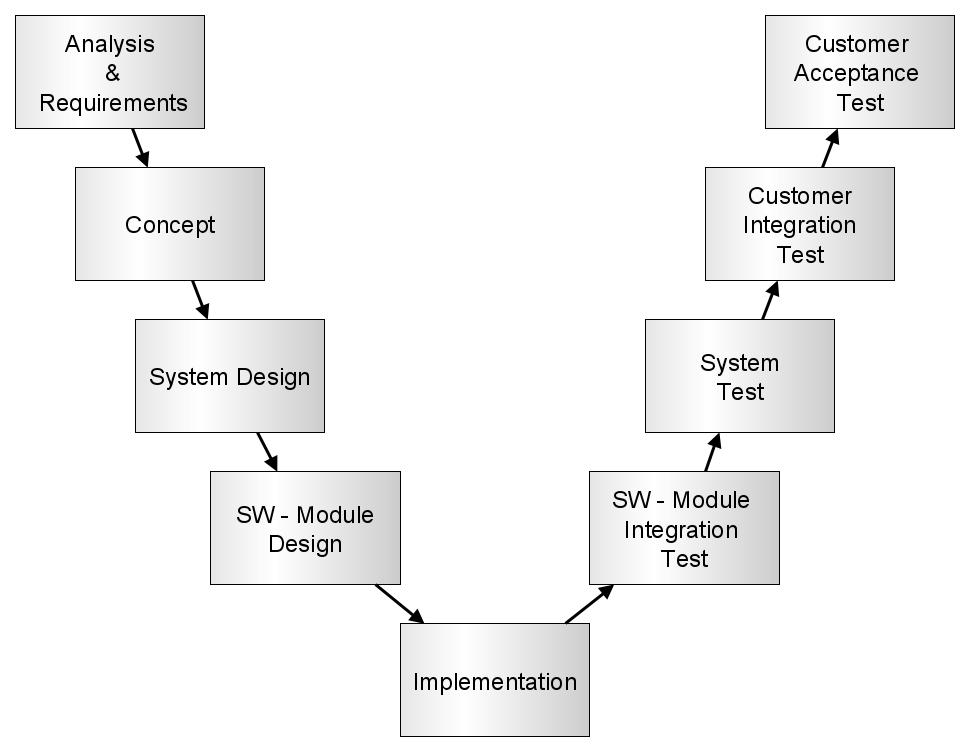 Analysis
&
Requirements
Concept
System Design
SW - Module
Design
Implementation
SW - Module
Integration
Test
System
Test
Customer
Integration
Test
Customer
Acceptance
Test